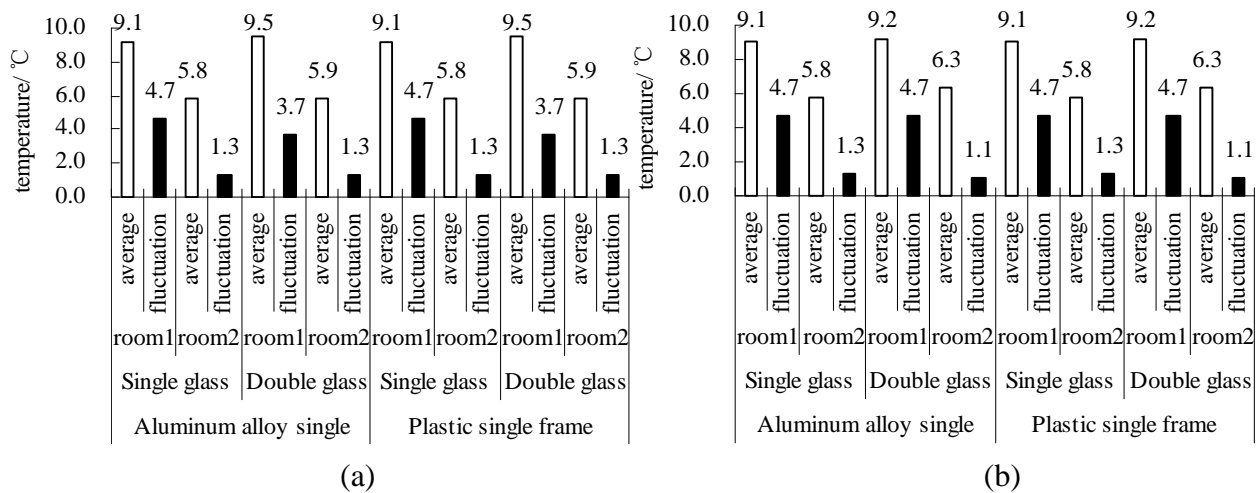 9.1 9.5 9.1 9.5
10.0
8.0
5.8 5.9 5.8 5.9
6.0
4.7 3.7 4.7 3.7
4.0
1.3 1.3 1.3 1.3
2.0
0.0
temperature/ ℃
average fluctuation average fluctuation average fluctuation average fluctuation average fluctuation average fluctuation average fluctuation average fluctuation
room1 room2 room1 room2 room1 room2 room1 room2
Single glass Double glass Single glass Double glass
Aluminum alloy single Plastic single frame
(a)
9.1 9.2 9.1 9.2
10.0
8.0
5.8 6.3 5.8 6.3
6.0
4.7 4.7 4.7 4.7
4.0
1.3 1.1 1.3 1.1
2.0
0.0
temperature/ ℃
average fluctuation average fluctuation average fluctuation average fluctuation average fluctuation average fluctuation average fluctuation average fluctuation
room1 room2 room1 room2 room1 room2 room1 room2
Single glass Double glass Single glass Double glass
Aluminum alloy single Plastic single frame
(b)